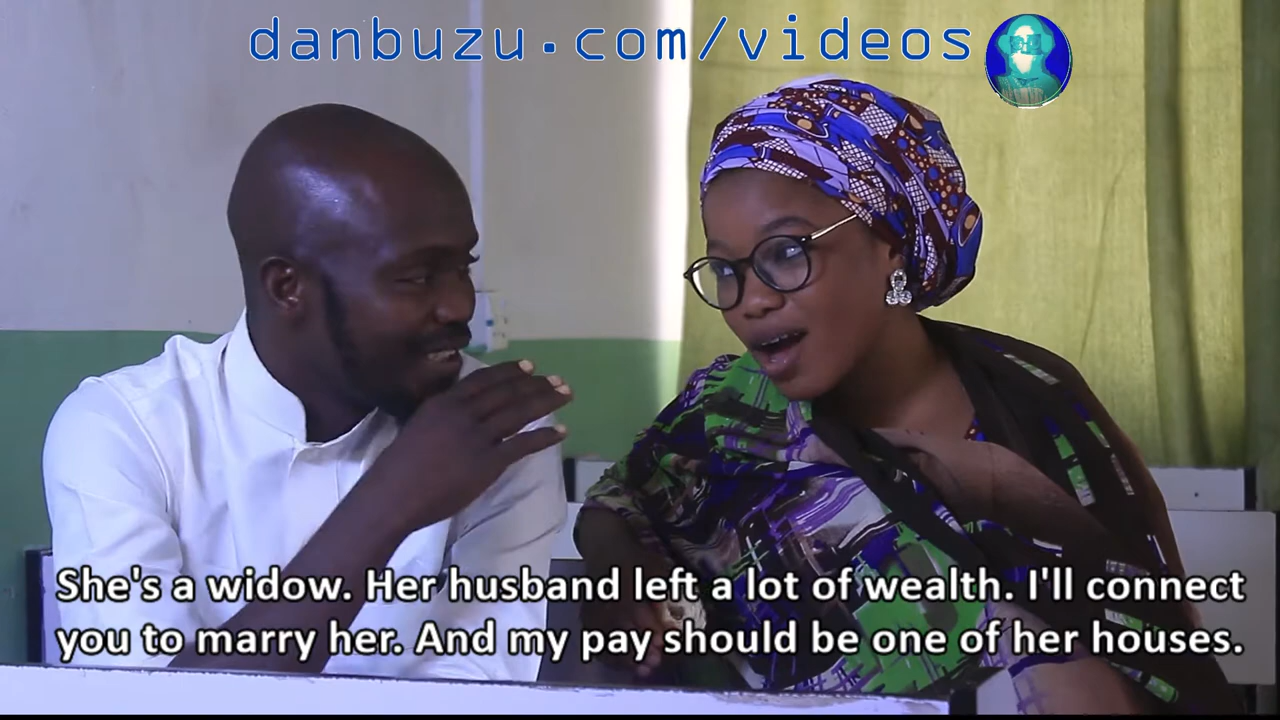 danbuzu.com/videos
She's a widow. Her husband left a lot of wealth. I'll connect
you to marry her. And my pay should be one of her houses.